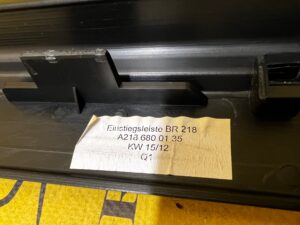 Einstiegsleiste BR 218
A218 680 01 35
KW 15/12
Q1